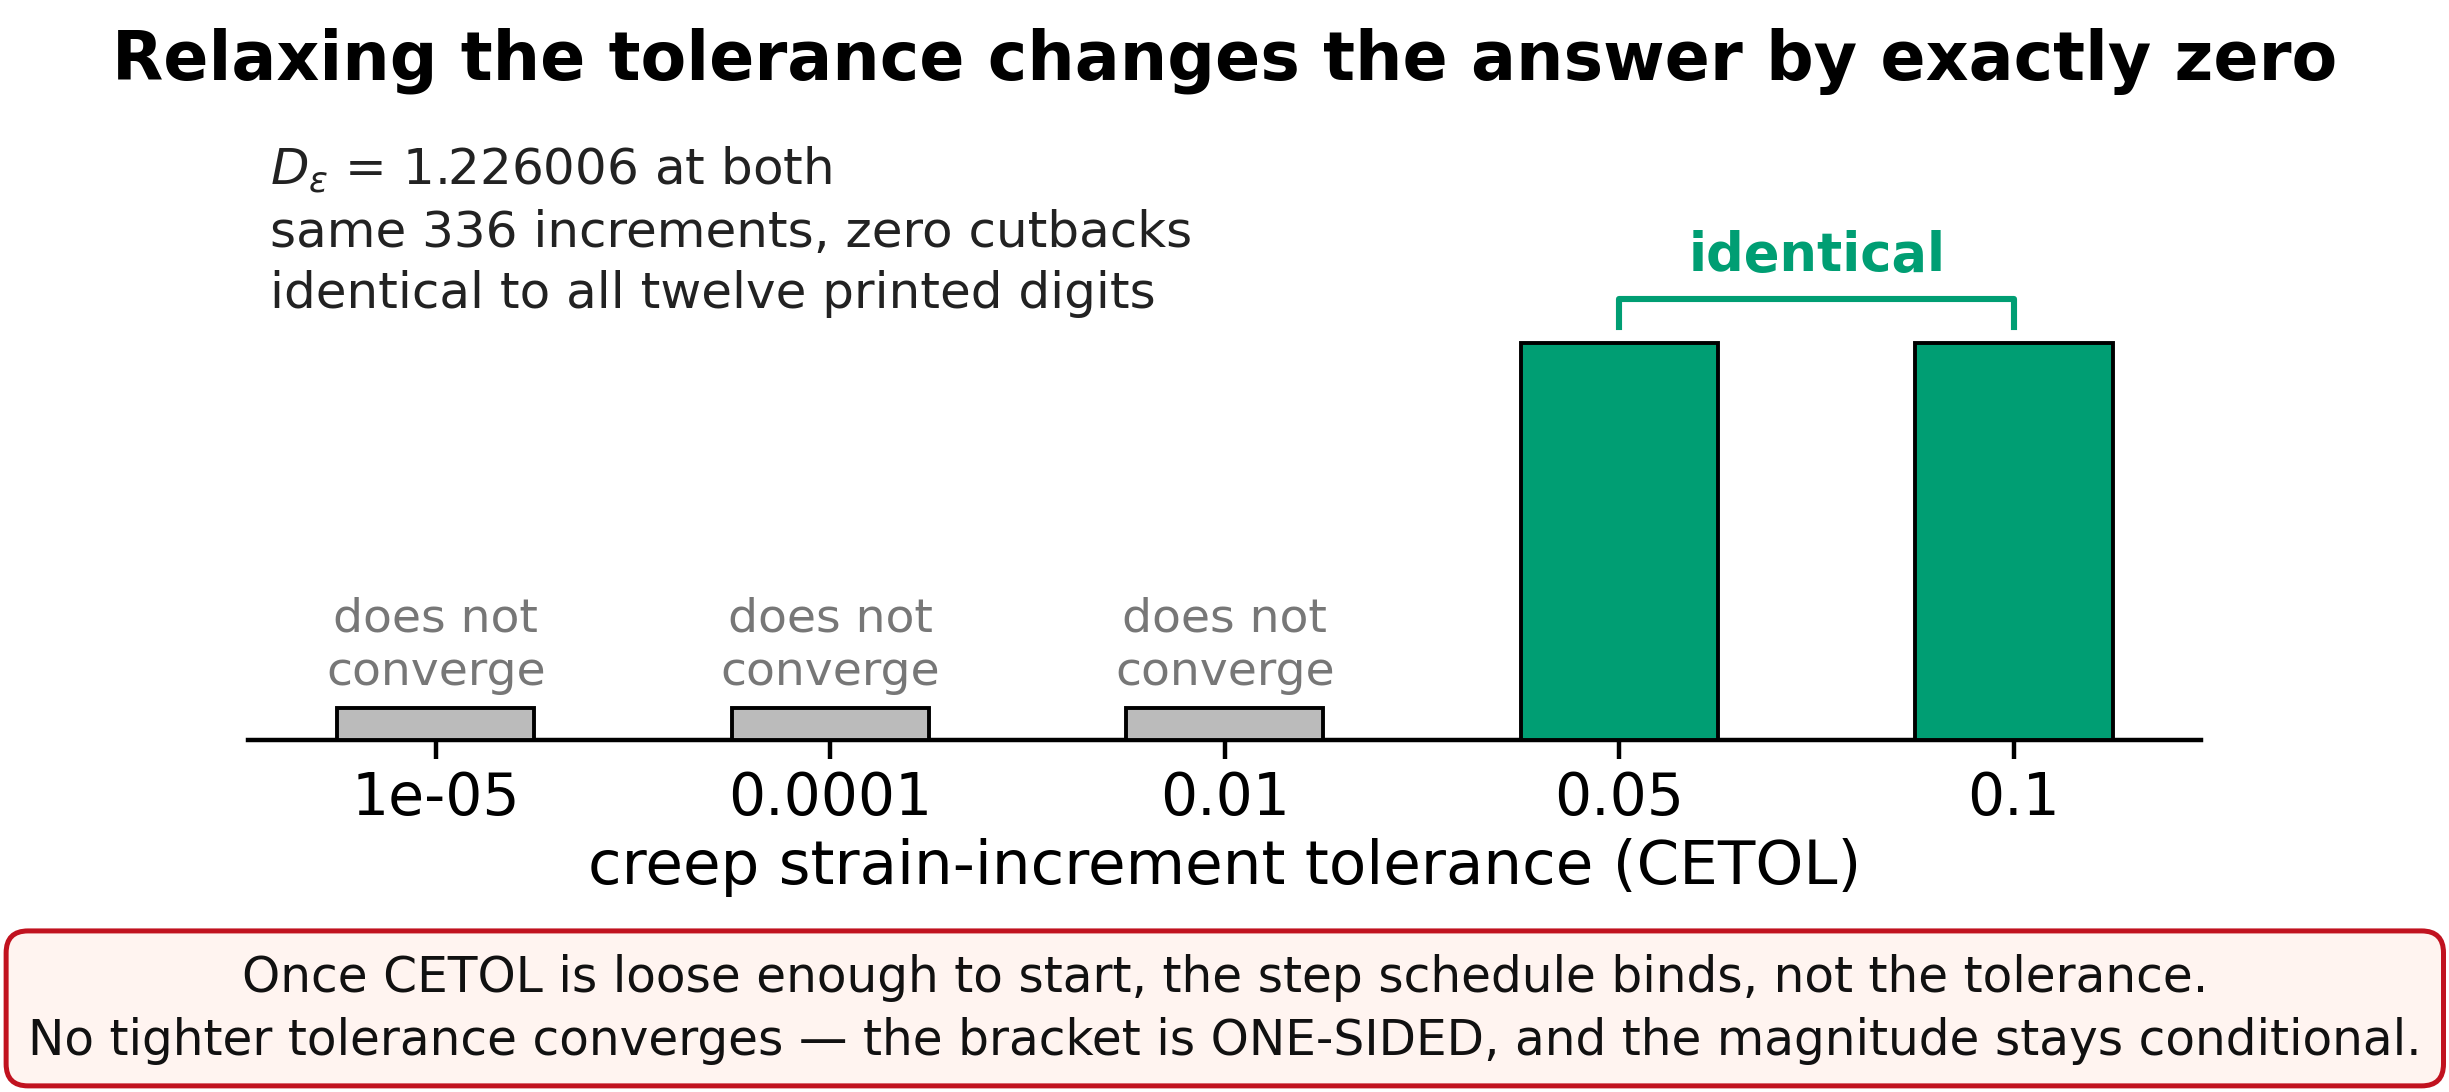 Relaxing the tolerance changes the answer by exactly zero
Dε = 1.226006 at both
same 336 increments, zero cutbacks
identical to all twelve printed digits
identical
does not
converge
does not
converge
does not
converge
1e-05 0.0001 0.01 0.05 0.1
creep strain-increment tolerance (CETOL)
Once CETOL is loose enough to start, the step schedule binds, not the tolerance.
No tighter tolerance converges — the bracket is ONE-SIDED, and the magnitude stays conditional.